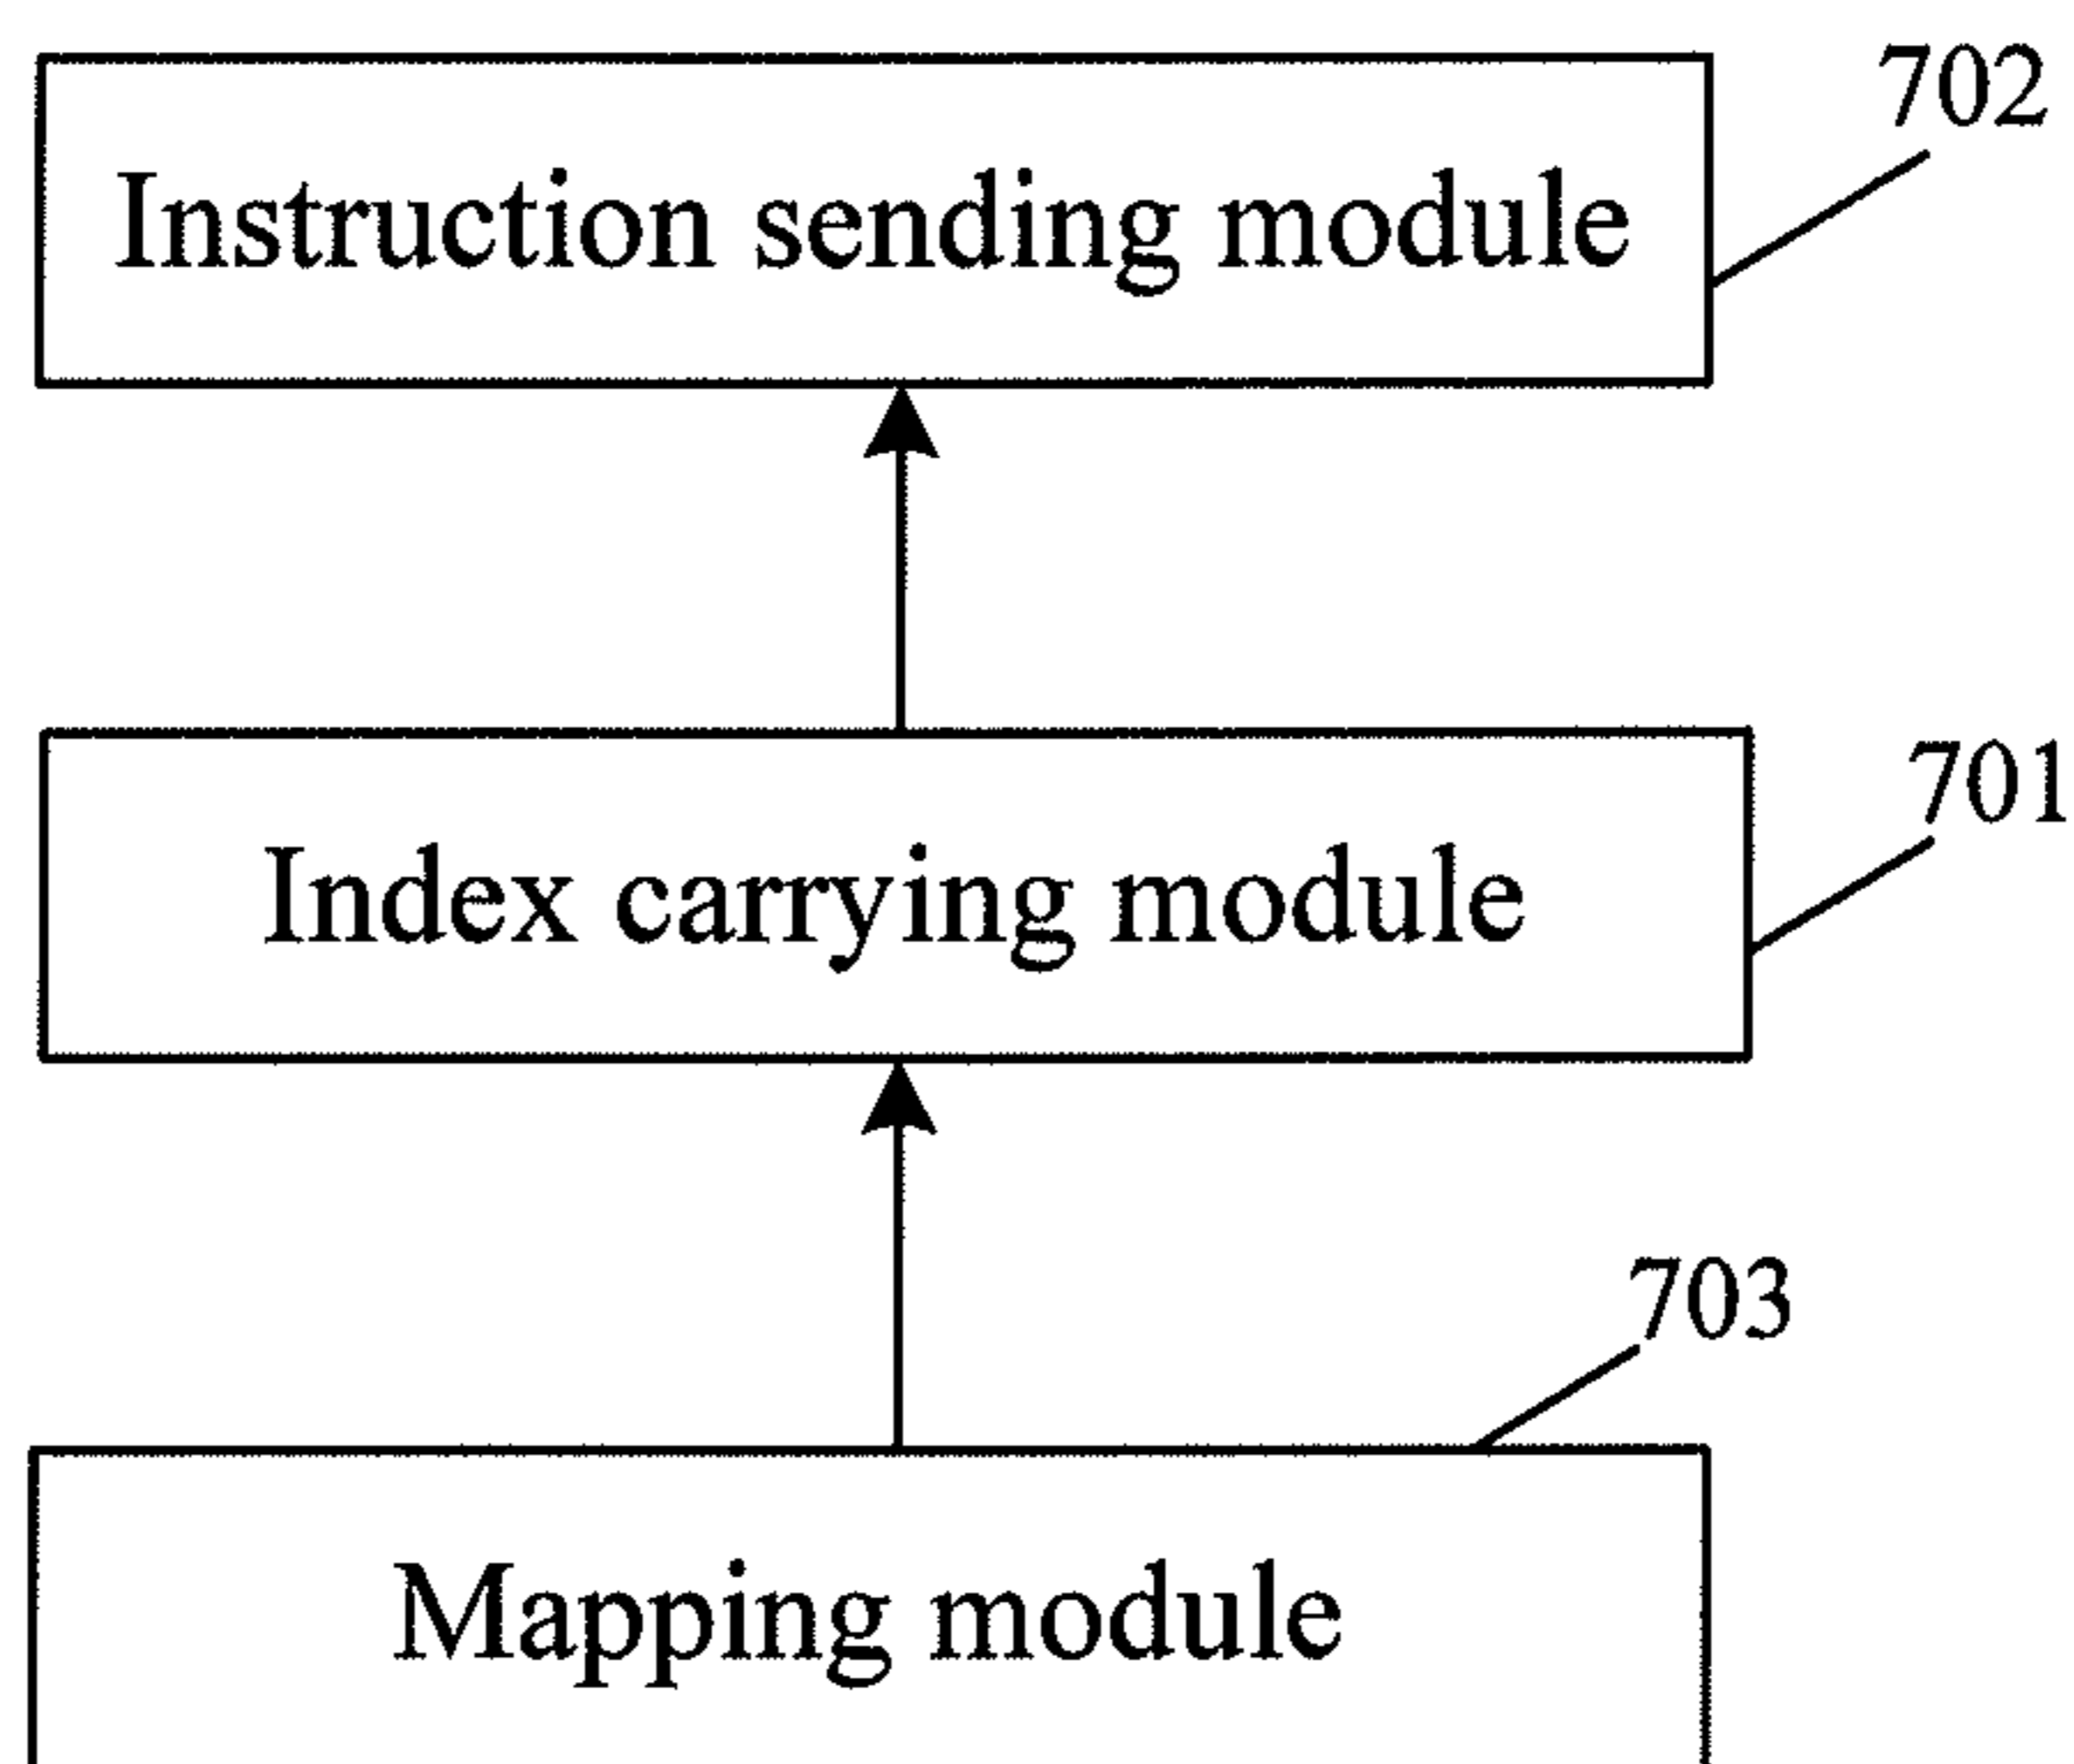 702
Instruction sending module
701
Index carrying module
703
Mapping module